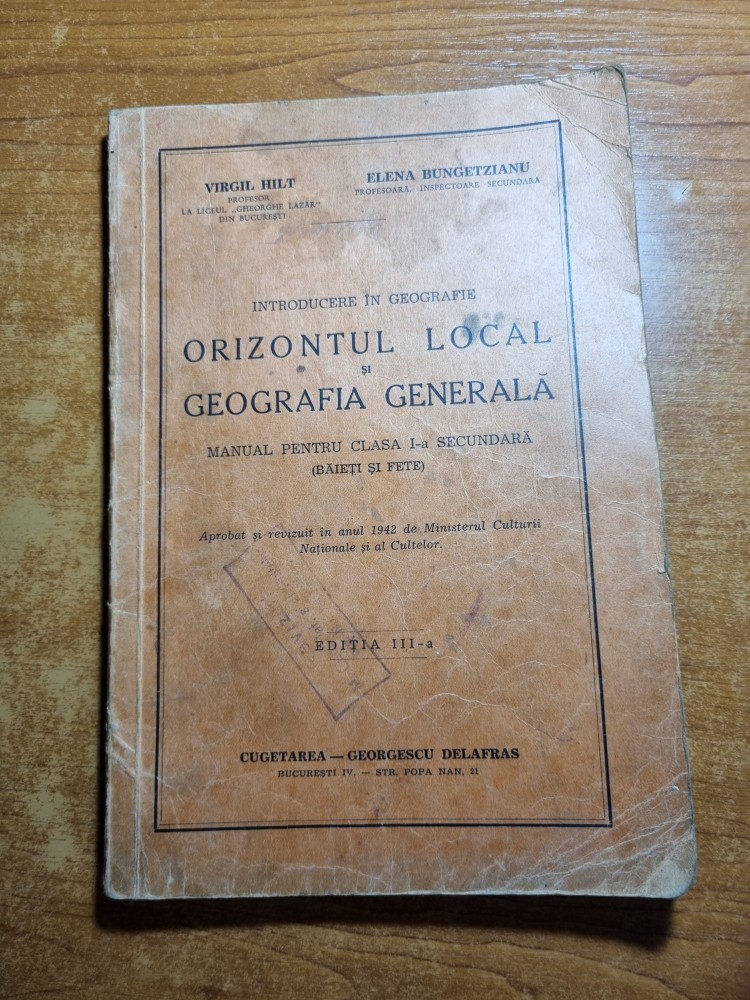 VIRGIL HILT
PROFESOR
LA LICEUL „GHEORGHE LAZĂR"
DIN BUCUREȘTI
ELENA BUNGETZIANU
PROFESOARĂ, INSPECTOARE SECUNDARĂ
INTRODUCERE ÎN GEOGRAFIE
ORIZONTUL LOCAL
ȘI
GEOGRAFIA GENERALĂ
MANUAL PENTRU CLASA I-a SECUNDARĂ
(BĂIEȚI ȘI FETE)
Aprobat și revizuit în anul 1942 de Ministerul Culturii
Naționale și al Cultelor.
EDIȚIA III-a
CUGETAREA — GEORGESCU DELAFRAS
BUCUREȘTI IV. — STR. POPA NAN, 21